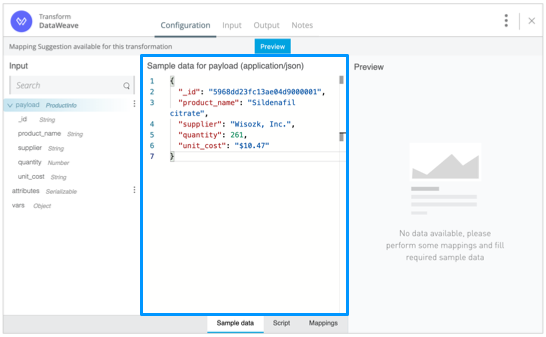 Transform
DataWeave
Configuration Input Output Notes
Mapping Suggestion available for this transformation
Preview
Input
Search
payload ProductInfo
_id String
product_name String
supplier String
quantity Number
unit_cost String
attributes Serializable
vars Object
Sample data for payload (application/json)
1 {
2 "_id": "5968dd23fc13ae04d9000001",
3 "product_name": "Sildenafil
citrate",
4 "supplier": "Wisozk, Inc.",
5 "quantity": 261,
6 "unit_cost": "$10.47"
7 }
Preview
No data available, please
perform some mappings and fill
required sample data
Sample data Script Mappings